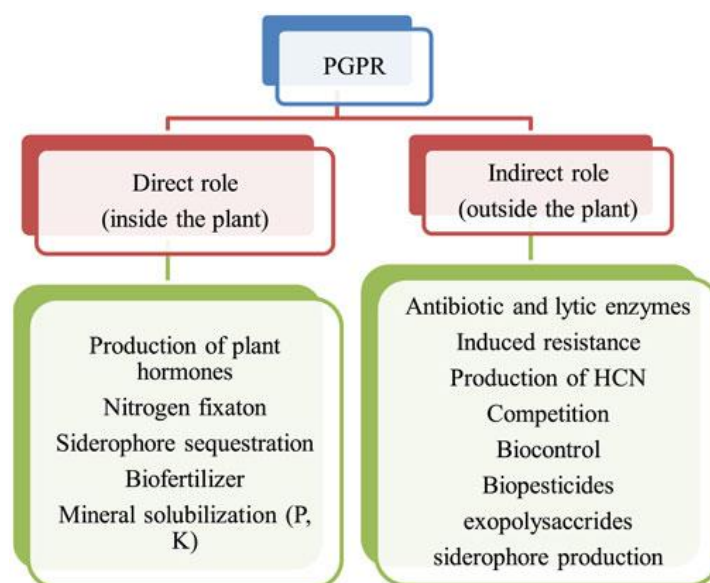 PGPR
Direct role
(inside the plant)
Indirect role
(outside the plant)
Production of plant
hormones
Nitrogen fixaton
Siderophore sequestration
Biofertilizer
Mineral solubilization (P,
K)
Antibiotic and lytic enzymes
Induced resistance
Production of HCN
Competition
Biocontrol
Biopesticides
exopolysaccrides
siderophore production